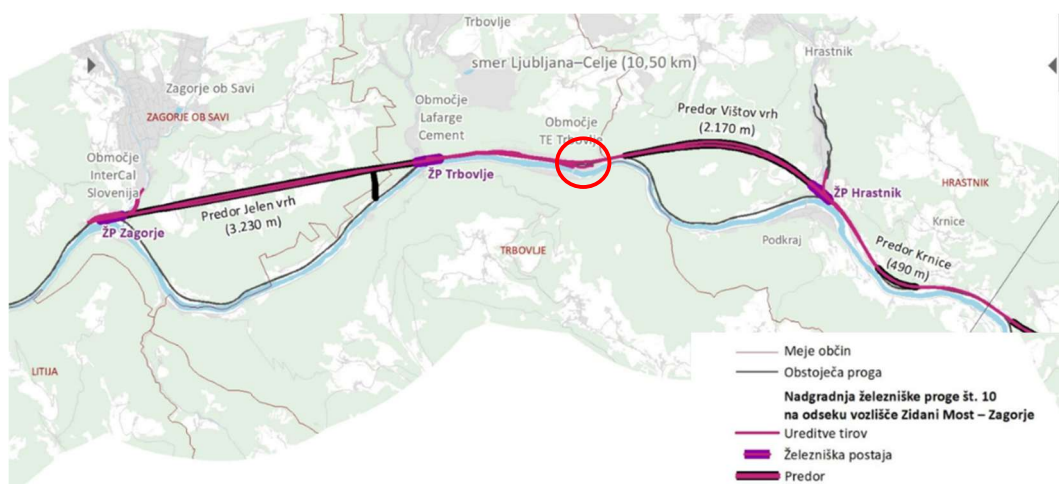 Trbovlje
Hrastnik
smer Ljubljana–Celje (10,50 km)
Zagorje ob Savi
ZAGORJE OB SAVI
Območje
Lafarge
Cement
Območje
TE Trbovlje
Predor Vištov vrh
(2.170 m)
Območje
InterCal
Slovenija
ŽP Trbovlje
ŽP Hrastnik
HRASTNIK
Predor Jelen vrh
(3.230 m)
ŽP Zagorje
Krnice
Podkraj
TRBOVLJE
Predor Krnice
(490 m)
LITIJA
Meje občin
Obstoječa proga
Nadgradnja železniške proge št. 10
na odseku vozlišče Zidani Most – Zagorje
Ureditve tirov
Železniška postaja
Predor